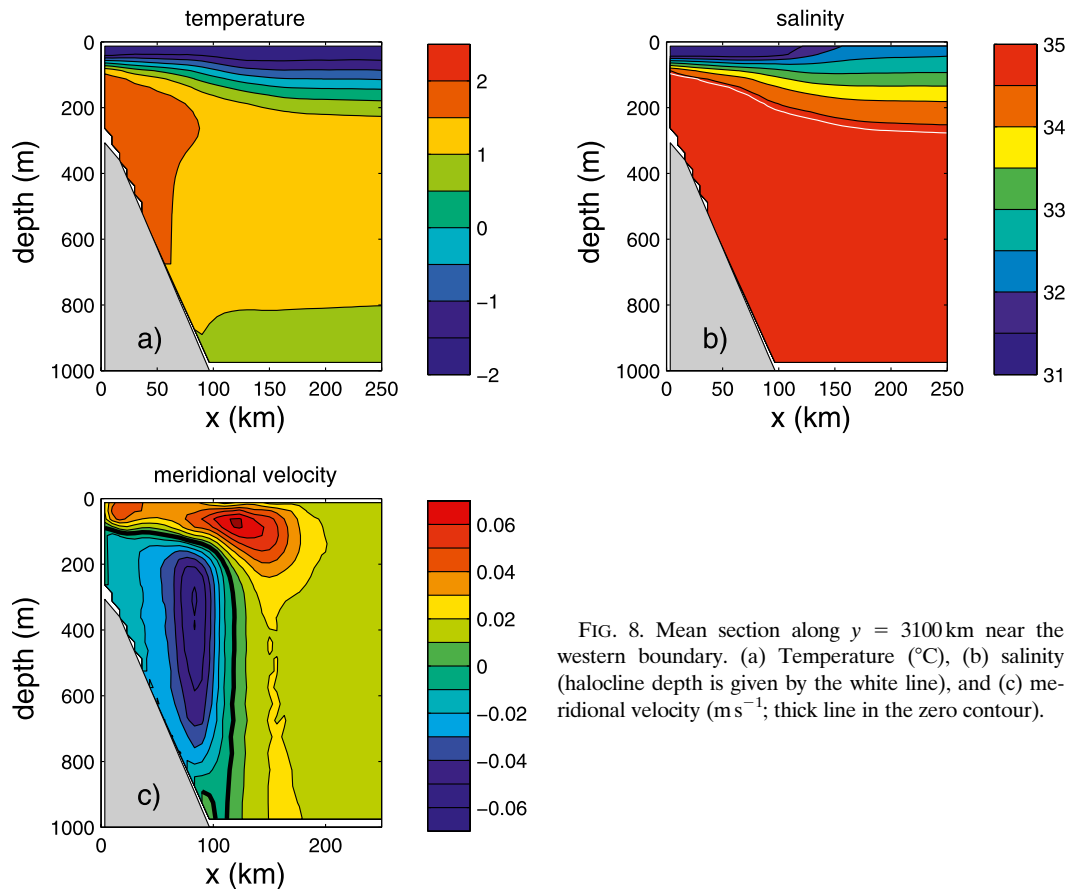 temperature
0
200
400
600
800
1000
depth (m)
a)
0 50 100 150 200 250
x (km)
2
1
0
−1
−2
salinity
0
200
400
600
800
1000
depth (m)
b)
0 50 100 150 200 250
x (km)
35
34
33
32
31
meridional velocity
0
200
400
600
800
1000
depth (m)
c)
0 100 200
x (km)
0.06
0.04
0.02
0
−0.02
−0.04
−0.06
FIG. 8. Mean section along y = 3100 km near the
western boundary. (a) Temperature (°C), (b) salinity
(halocline depth is given by the white line), and (c) me-
ridional velocity (m s−1; thick line in the zero contour).